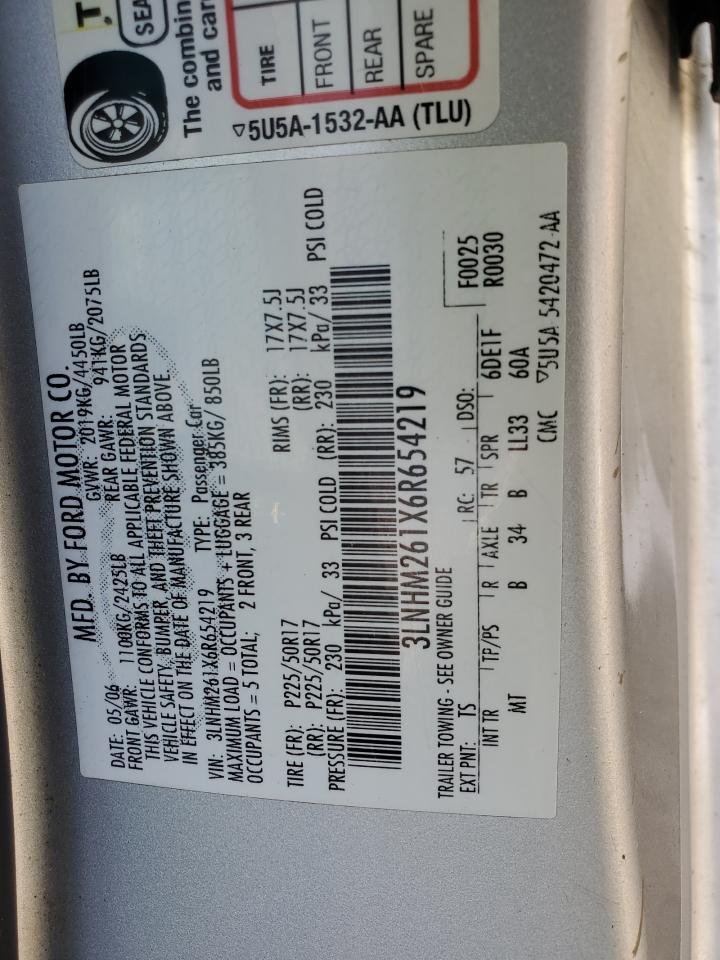 .T
SEA
The combin
and car
TIRE
FRONT
REAR
SPARE
▽5U5A-1532-AA (TLU)
MFD. BY FORD MOTOR CO.
DATE: 05/06 GVWR: 2019KG/4450LB
FRONT GAWR: 1100KG/2425LB REAR GAWR: 941KG/2075LB
THIS VEHICLE CONFORMS TO ALL APPLICABLE FEDERAL MOTOR
VEHICLE SAFETY, BUMPER, AND THEFT PREVENTION STANDARDS
IN EFFECT ON THE DATE OF MANUFACTURE SHOWN ABOVE
VIN: 3LNHM261X6R654219 TYPE: Passenger Car
MAXIMUM LOAD = OCCUPANTS + LUGGAGE = 385KG/ 850LB
OCCUPANTS = 5 TOTAL; 2 FRONT, 3 REAR
TIRE (FR): P225/50R17 RIMS (FR): 17X7.5J
(RR): P225/50R17 (RR): 17X7.5J
PRESSURE (FR): 230 kPa/ 33 PSI COLD (RR): 230 kPa/ 33 PSI COLD
3LNHM261X6R654219
TRAILER TOWING - SEE OWNER GUIDE
EXT PNT: TS RC: 57 DSO: F0025
R0030
INT TR TP/PS R AXLE TR SPR 6DE1F
MT B 34 B LL33 60A
CMC ▽5U5A 5420472 AA